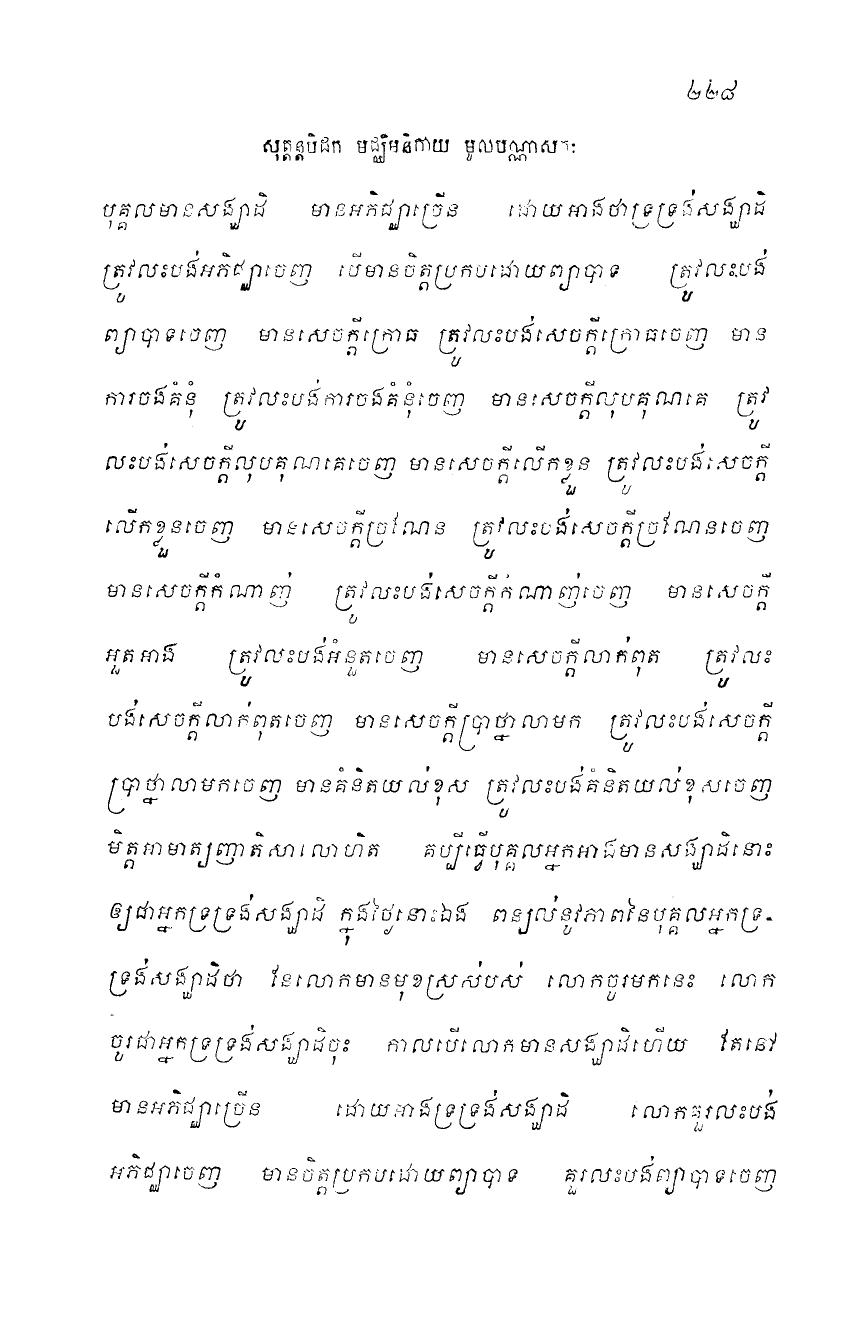 ២២៨
សុត្តន្តបិដក មជ្ឈិមនិកាយ មូលបណ្ណាសៈ
បុគ្គលមានសង្ឃាដិ មានអភិជ្ឈាច្រើន ដោយអាងថាទ្រទ្រង់សង្ឃាដិ
ត្រូវលះបង់អភិជ្ឈាចេញ បើមានចិត្តប្រកបដោយព្យាបាទ ត្រូវលះបង់
ព្យាបាទចេញ មានសេចក្តីក្រោធ ត្រូវលះបង់សេចក្តីក្រោធចេញ មាន
ការចងគំនុំ ត្រូវលះបង់ការចងគំនុំចេញ មានសេចក្តីលុបគុណគេ ត្រូវ
លះបង់សេចក្តីលុបគុណគេចេញ មានសេចក្តីលើកខ្លួន ត្រូវលះបង់សេចក្តី
លើកខ្លួនចេញ មានសេចក្តីច្រណែន ត្រូវលះបង់សេចក្តីច្រណែនចេញ
មានសេចក្តីកំណាញ់ ត្រូវលះបង់សេចក្តីកំណាញ់ចេញ មានសេចក្តី
អួតអាង ត្រូវលះបង់អំនួតចេញ មានសេចក្តីលាក់ពុត ត្រូវលះ
បង់សេចក្តីលាក់ពុតចេញ មានសេចក្តីប្រាថ្នាលាមក ត្រូវលះបង់សេចក្តី
ប្រាថ្នាលាមកចេញ មានគំនិតយល់ខុស ត្រូវលះបង់គំនិតយល់ខុសចេញ
មិត្តអាមាត្យញាតិសាលោហិត គប្បីធ្វើបុគ្គលអ្នកអាងមានសង្ឃាដិនោះ
ឲ្យជាអ្នកទ្រទ្រង់សង្ឃាដិ ក្នុងថ្ងៃនោះឯង ពន្យល់នូវភាពនៃបុគ្គលអ្នកទ្រ-
ទ្រង់សង្ឃាដិថា នែលោកមានមុខស្រស់បស់ លោកចូរមកនេះ លោក
ចូរជាអ្នកទ្រទ្រង់សង្ឃាដិចុះ កាលបើលោកមានសង្ឃាដិហើយ តែនៅ
មានអភិជ្ឈាច្រើន ដោយអាងទ្រទ្រង់សង្ឃាដិ លោកគួរលះបង់
អភិជ្ឈាចេញ មានចិត្តប្រកបដោយព្យាបាទ គួរលះបង់ព្យាបាទចេញ